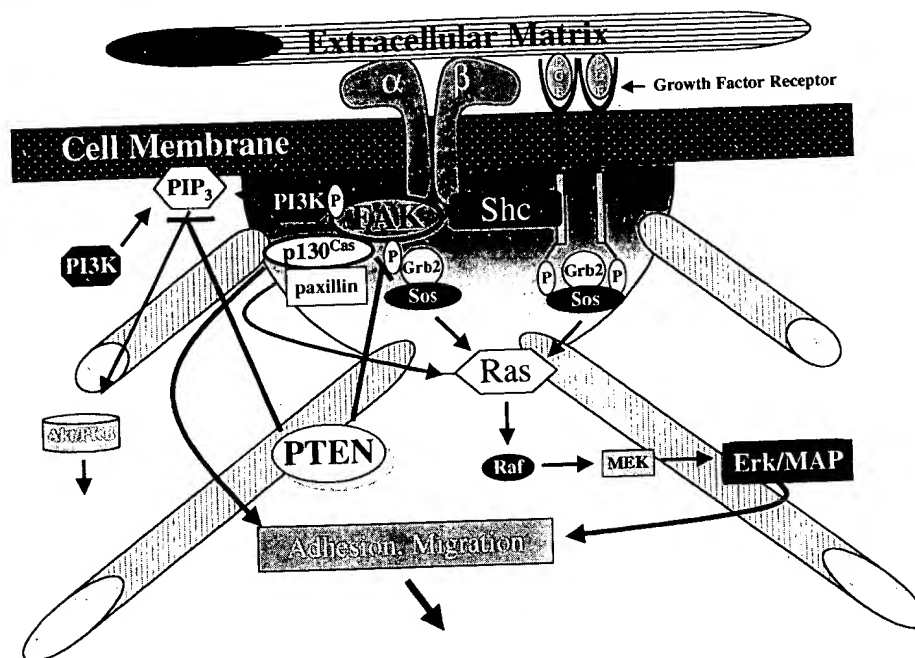 Extracellular Matrix
α
β
Growth Factor Receptor
Cell Membrane
PIP3
PI3K
P
FAK
Shc
PI3K
p130Cas
P
Grb2
paxillin
Sos
P
Grb2
P
Sos
Ras
PTEN
Raf
MEK
Erk/MAP
Adhesion, Migration